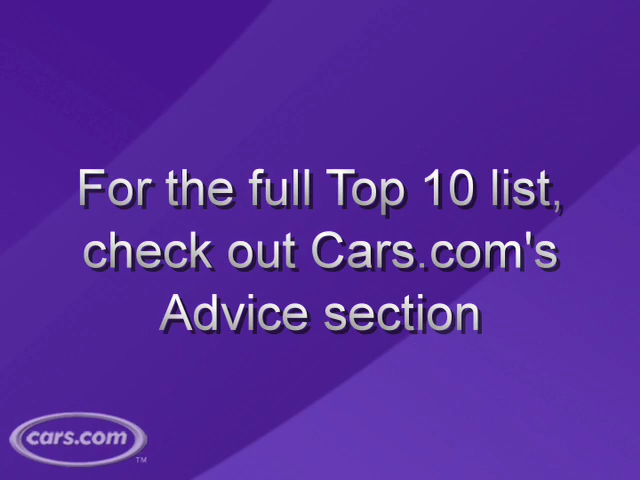 For the full Top 10 list,
check out Cars.com's
Advice section
cars.com
TM